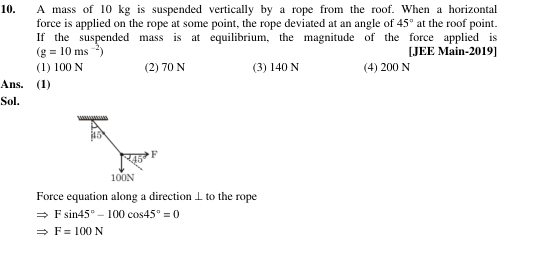 10. A mass of 10 kg is suspended vertically by a rope from the roof. When a horizontal
force is applied on the rope at some point, the rope deviated at an angle of 45° at the roof point.
If the suspended mass is at equilibrium, the magnitude of the force applied is
(g = 10 ms⁻²) [JEE Main-2019]
(1) 100 N (2) 70 N (3) 140 N (4) 200 N
Ans. (1)
Sol.
45°
45° F
100N
Force equation along a direction ⊥ to the rope
⇒ F sin45° – 100 cos45° = 0
⇒ F = 100 N